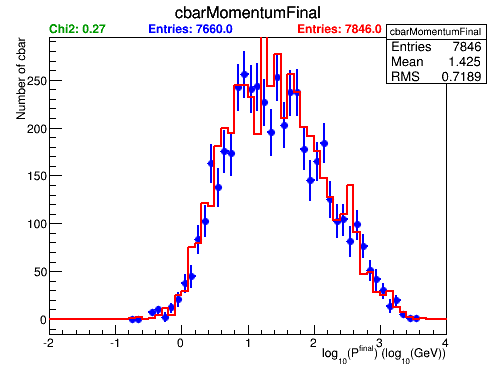 cbarMomentumFinal
Chi2: 0.27 Entries: 7660.0 Entries: 7846.0
cbarMomentumFinal
Entries 7846
Mean 1.425
RMS 0.7189
Number of cbar
250
200
150
100
50
0
-2 -1 0 1 2 3 4
log₁₀(P^final) (log₁₀(GeV))